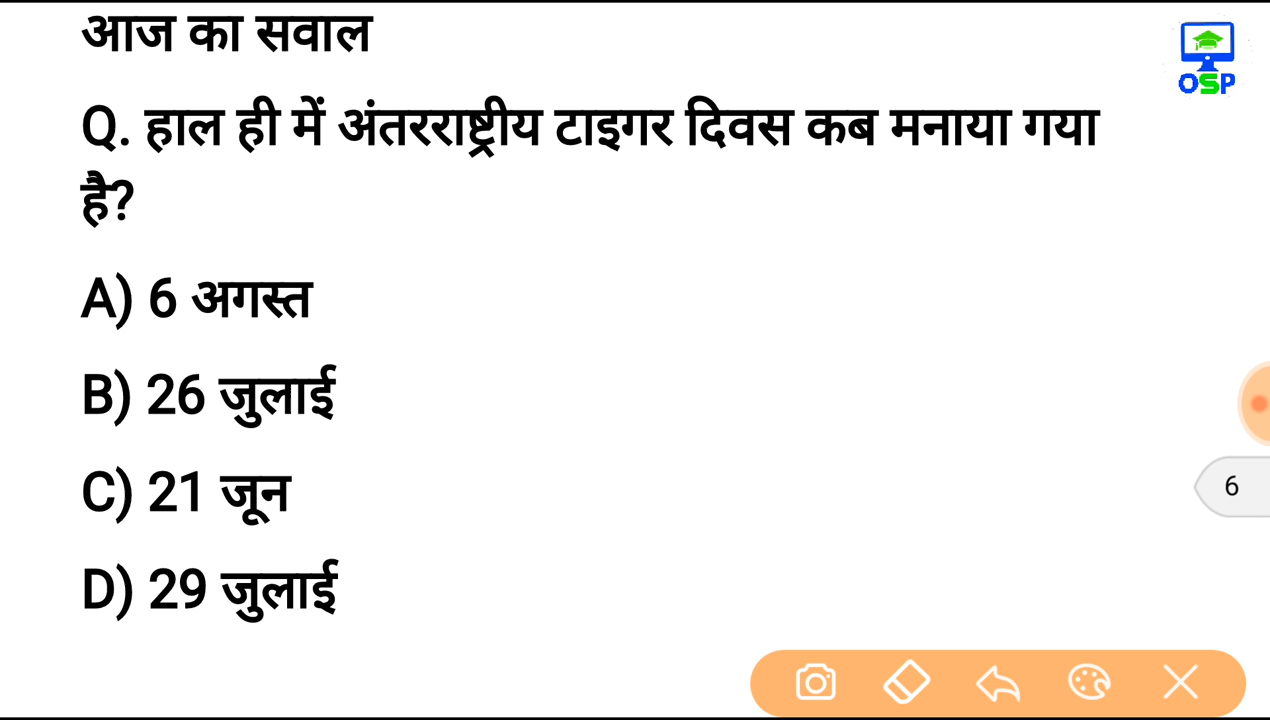 आज का सवाल
OSP
Q. हाल ही में अंतरराष्ट्रीय टाइगर दिवस कब मनाया गया
है?
A) 6 अगस्त
B) 26 जुलाई
C) 21 जून
6
D) 29 जुलाई